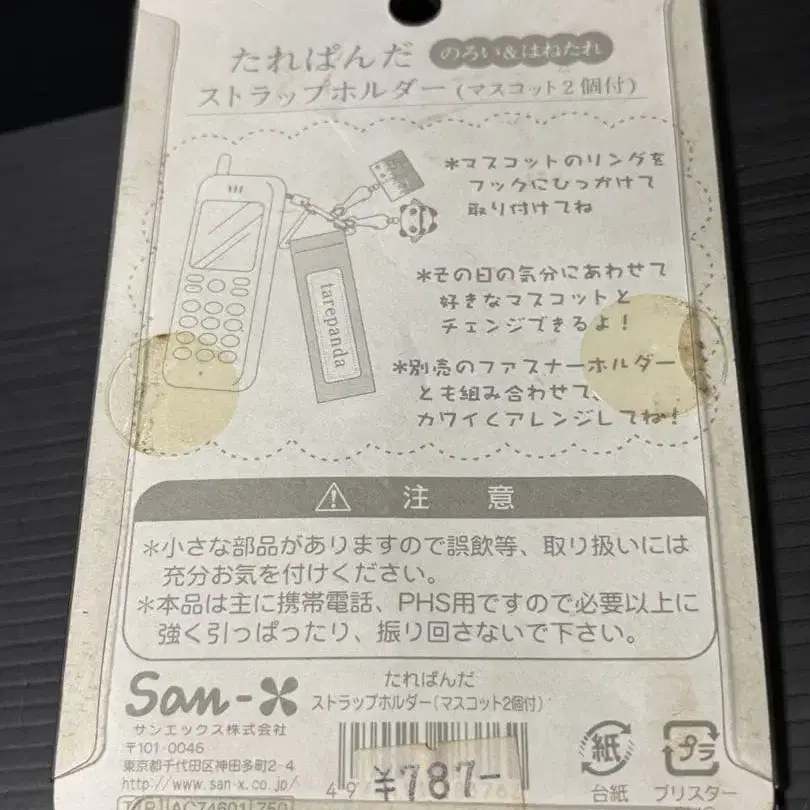 たれぱんだ のろい&はねたれ
ストラップホルダー(マスコット2個付)
*マスコットのリングを
フックにひっかけて
取り付けてね
tarepanda
*その日の気分にあわせて
好きなマスコットと
チェンジできるよ!
*別売のファスナーホルダー
とも組み合わせて、
カワイくアレンジしてね!
注 意
*小さな部品がありますので誤飲等、取り扱いには
充分お気を付けください。
*本品は主に携帯電話、PHS用ですので必要以上に
強く引っぱったり、振り回さないで下さい。
San-X
サンエックス株式会社
〒101-0046
東京都千代田区神田多町2-4
http://www.san-x.co.jp/
たれぱんだ
ストラップホルダー(マスコット2個付)
49
¥787-
紙
台紙
プラ
ブリスター